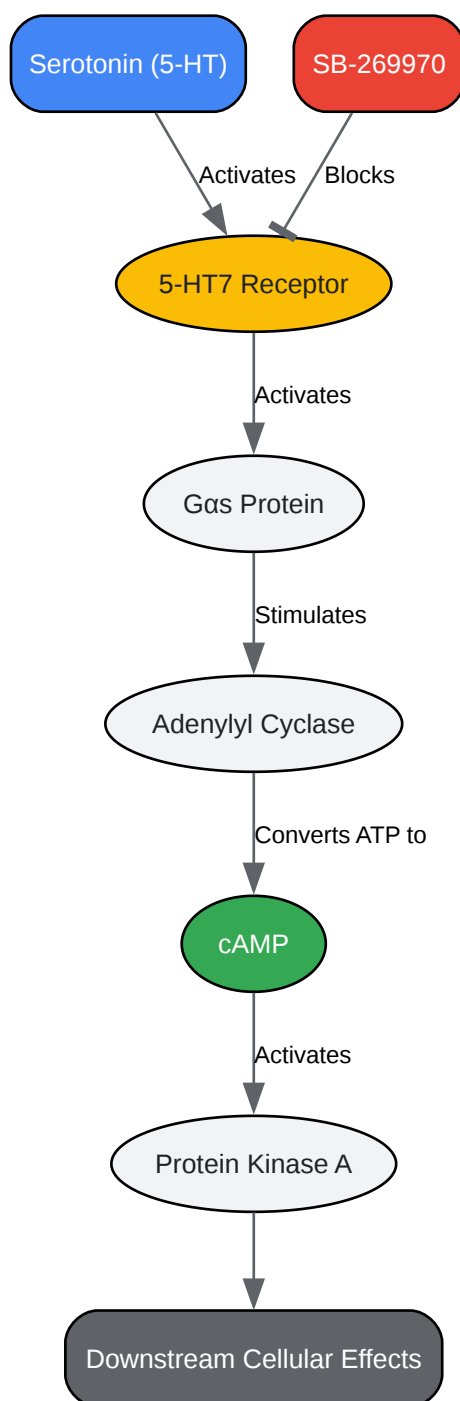 Serotonin (5-HT)
SB-269970
Activates
Blocks
5-HT7 Receptor
Activates
Gαs Protein
Stimulates
Adenylyl Cyclase
Converts ATP to
cAMP
Activates
Protein Kinase A
Downstream Cellular Effects